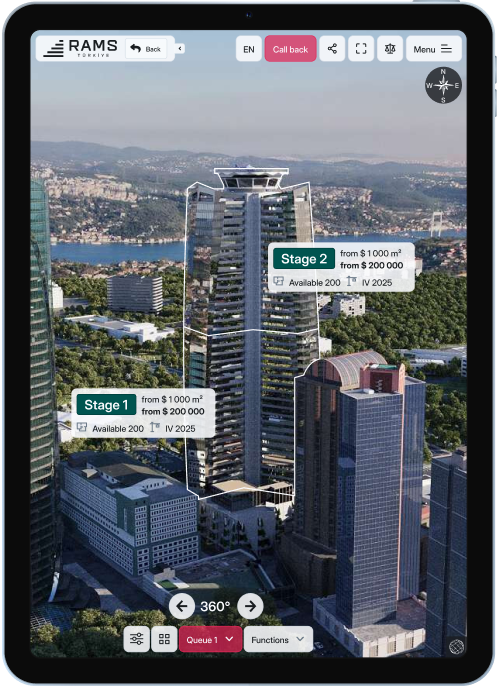 RAMS
TÜRKİYE
Back
EN
Call back
Menu
N
W E
S
Stage 2
from $ 1 000 m²
from $ 200 000
Available 200 IV 2025
Stage 1
from $ 1 000 m²
from $ 200 000
Available 200 IV 2025
360°
Queue 1
Functions